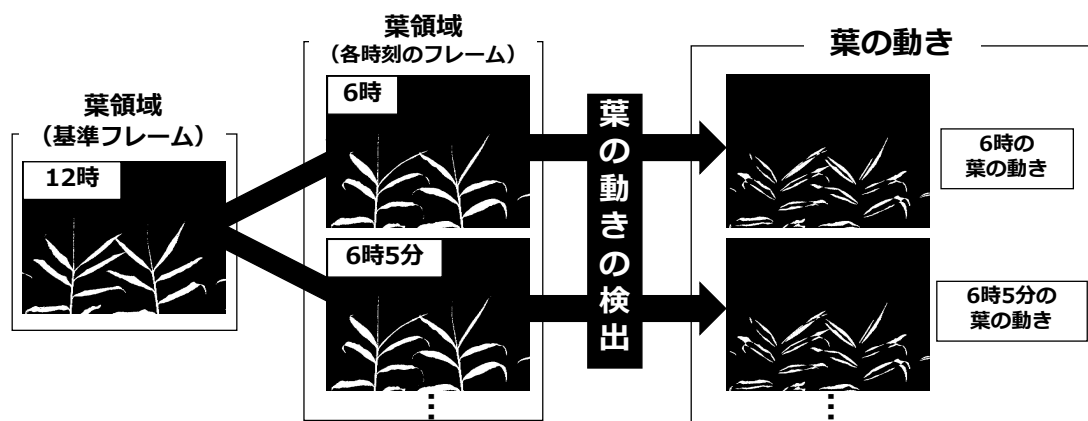 葉領域
（基準フレーム）
12時
葉領域
（各時刻のフレーム）
6時
6時5分
葉の動きの検出
葉の動き
6時の
葉の動き
6時5分の
葉の動き